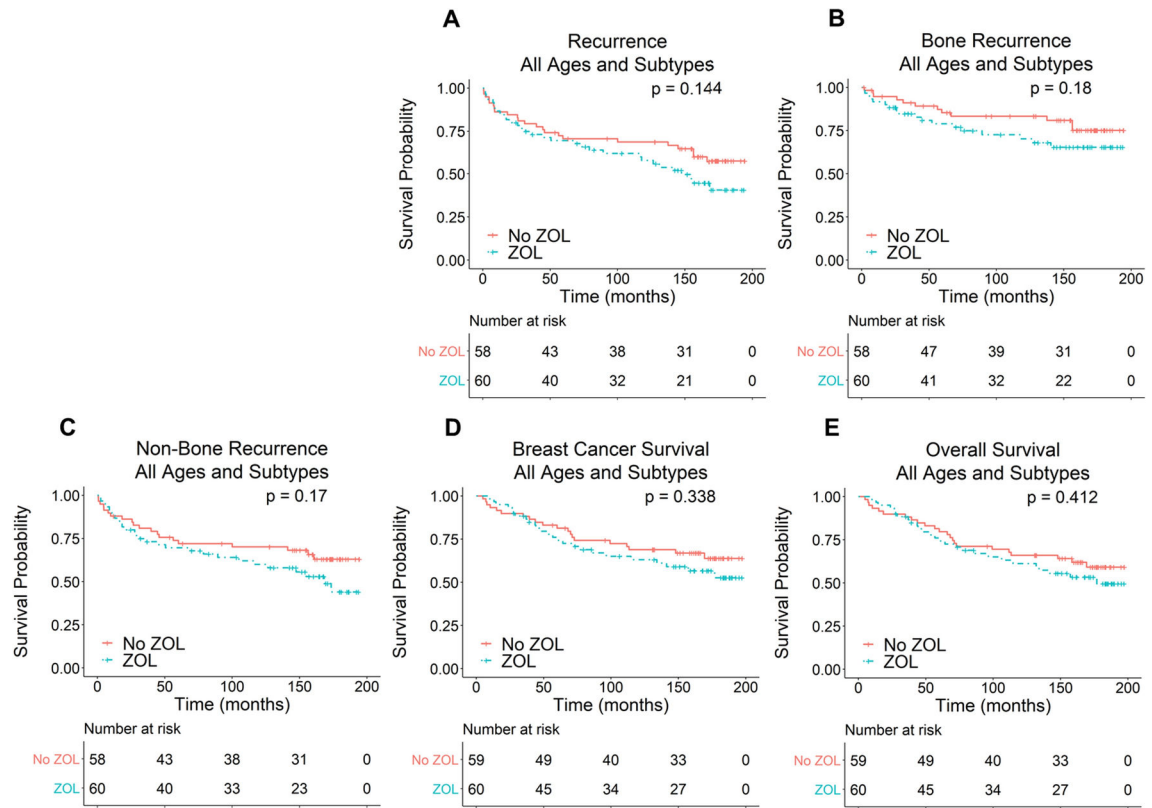 A
Recurrence
All Ages and Subtypes
p = 0.144
Survival Probability
1.00
0.75
0.50
0.25
0.00
No ZOL
ZOL
0 50 100 150 200
Time (months)
Number at risk
No ZOL 58 43 38 31 0
ZOL 60 40 32 21 0
B
Bone Recurrence
All Ages and Subtypes
p = 0.18
Survival Probability
1.00
0.75
0.50
0.25
0.00
No ZOL
ZOL
0 50 100 150 200
Time (months)
Number at risk
No ZOL 58 47 39 31 0
ZOL 60 41 32 22 0
C
Non-Bone Recurrence
All Ages and Subtypes
p = 0.17
Survival Probability
1.00
0.75
0.50
0.25
0.00
No ZOL
ZOL
0 50 100 150 200
Time (months)
Number at risk
No ZOL 58 43 38 31 0
ZOL 60 40 33 23 0
D
Breast Cancer Survival
All Ages and Subtypes
p = 0.338
Survival Probability
1.00
0.75
0.50
0.25
0.00
No ZOL
ZOL
0 50 100 150 200
Time (months)
Number at risk
No ZOL 59 49 40 33 0
ZOL 60 45 34 27 0
E
Overall Survival
All Ages and Subtypes
p = 0.412
Survival Probability
1.00
0.75
0.50
0.25
0.00
No ZOL
ZOL
0 50 100 150 200
Time (months)
Number at risk
No ZOL 59 49 40 33 0
ZOL 60 45 34 27 0